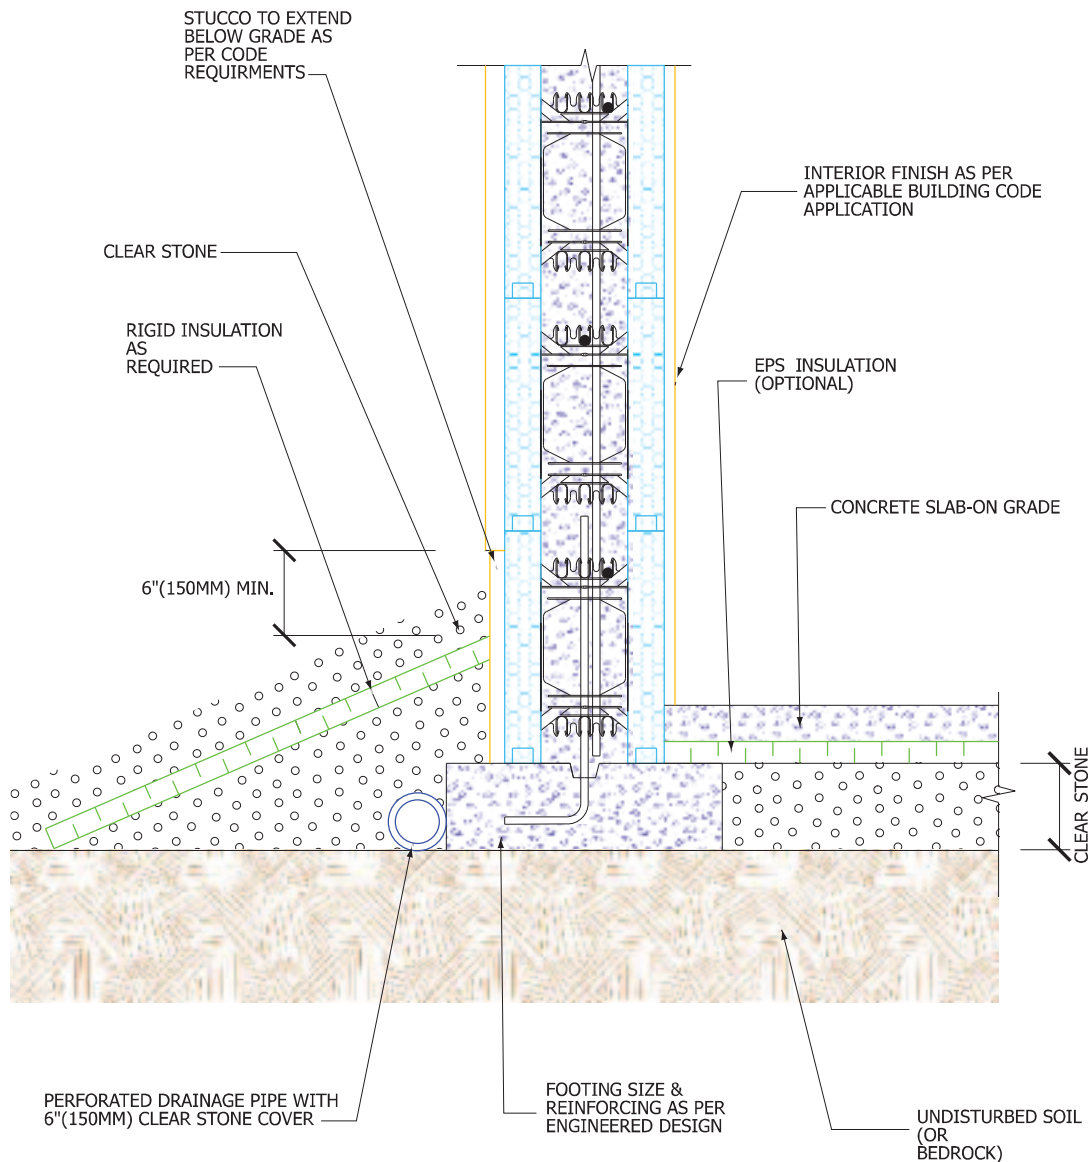 STUCCO TO EXTEND
BELOW GRADE AS
PER CODE
REQUIRMENTS
INTERIOR FINISH AS PER
APPLICABLE BUILDING CODE
APPLICATION
CLEAR STONE
RIGID INSULATION
AS
REQUIRED
EPS INSULATION
(OPTIONAL)
CONCRETE SLAB-ON GRADE
6"(150MM) MIN.
CLEAR STONE
PERFORATED DRAINAGE PIPE WITH
6"(150MM) CLEAR STONE COVER
FOOTING SIZE &
REINFORCING AS PER
ENGINEERED DESIGN
UNDISTURBED SOIL
(OR
BEDROCK)